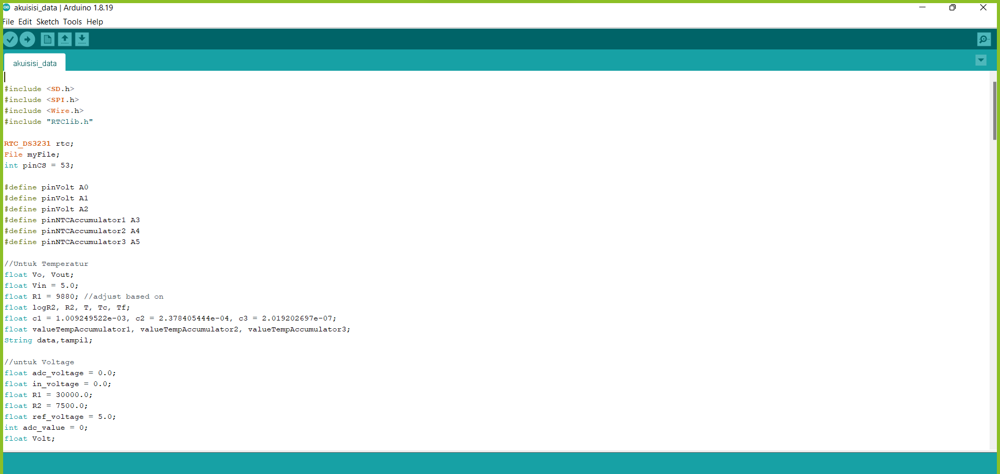 akuisisi_data | Arduino 1.8.19
File Edit Sketch Tools Help
akuisisi_data
#include <SD.h>
#include <SPI.h>
#include <Wire.h>
#include "RTClib.h"
RTC_DS3231 rtc;
File myFile;
int pinCS = 53;
#define pinVolt A0
#define pinVolt A1
#define pinVolt A2
#define pinNTCAccumulator1 A3
#define pinNTCAccumulator2 A4
#define pinNTCAccumulator3 A5
//Untuk Temperatur
float Vo, Vout;
float Vin = 5.0;
float R1 = 9880; //adjust based on
float logR2, R2, T, Tc, Tf;
float c1 = 1.009249522e-03, c2 = 2.378405444e-04, c3 = 2.019202697e-07;
float valueTempAccumulator1, valueTempAccumulator2, valueTempAccumulator3;
String data,tampil;
//untuk Voltage
float adc_voltage = 0.0;
float in_voltage = 0.0;
float R1 = 30000.0;
float R2 = 7500.0;
float ref_voltage = 5.0;
int adc_value = 0;
float Volt;